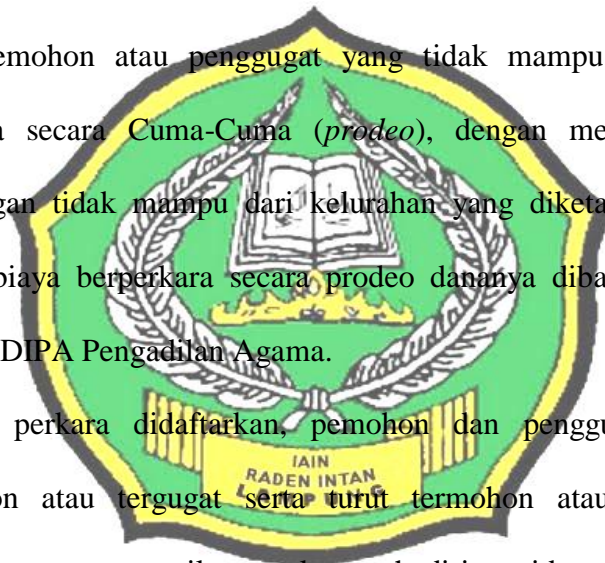 emohon atau penggugat yang tidak mampu
a secara Cuma-Cuma (prodeo), dengan me
gan tidak mampu dari kelurahan yang diketa
biaya berperkara secara prodeo dananya diba
DIPA Pengadilan Agama.
perkara didaftarkan, pemohon dan penggu
IAIN
RADEN INTAN
LAMPUNG
on atau tergugat serta turut termohon atau